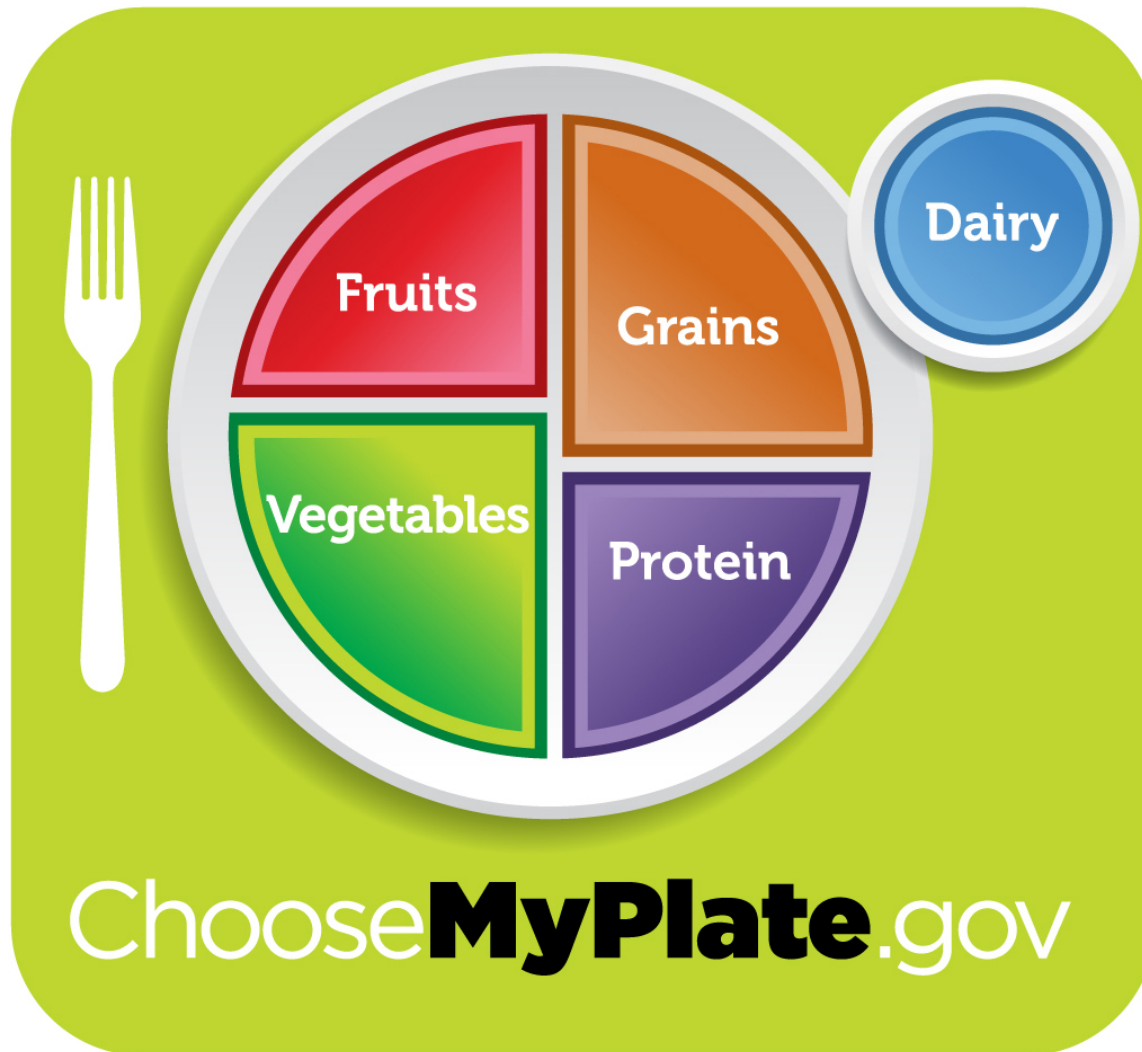 Fruits
Grains
Dairy
Vegetables
Protein
ChooseMyPlate.gov